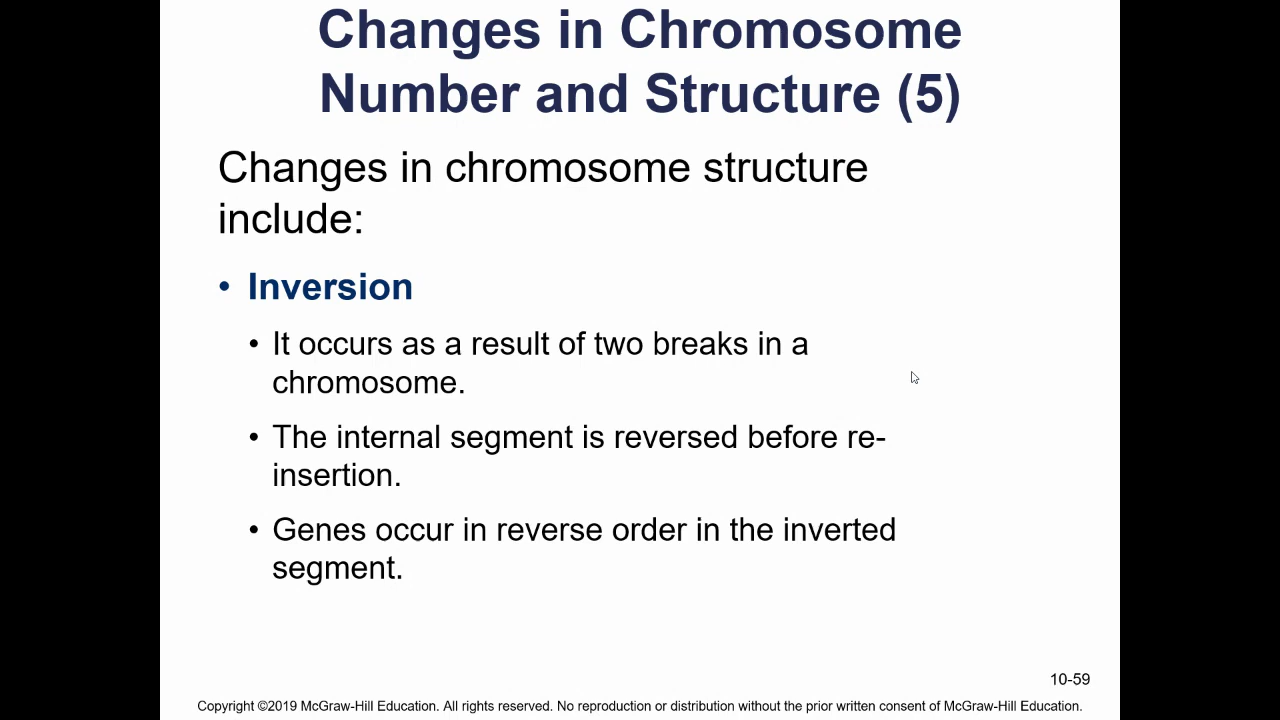 Changes in Chromosome
Number and Structure (5)
Changes in chromosome structure
include:
• Inversion
• It occurs as a result of two breaks in a
chromosome.
• The internal segment is reversed before re-
insertion.
• Genes occur in reverse order in the inverted
segment.
10-59
Copyright ©2019 McGraw-Hill Education. All rights reserved. No reproduction or distribution without the prior written consent of McGraw-Hill Education.